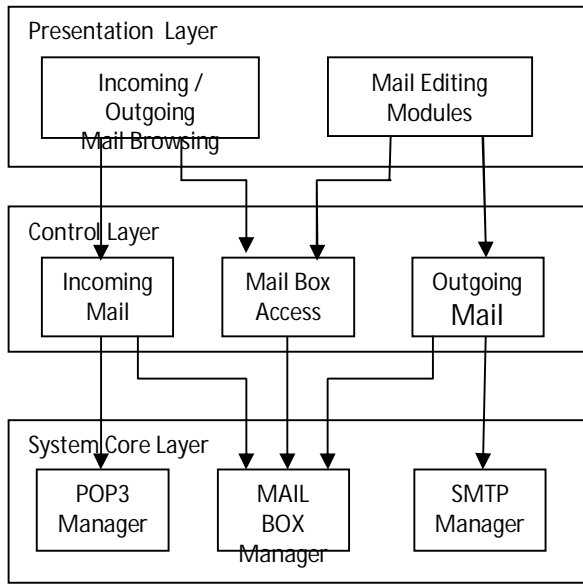 Presentation Layer
Incoming /
Outgoing
Mail Browsing
Mail Editing
Modules
Control Layer
Incoming
Mail
Mail Box
Access
Outgoing
Mail
System Core Layer
POP3
Manager
MAIL
BOX
Manager
SMTP
Manager